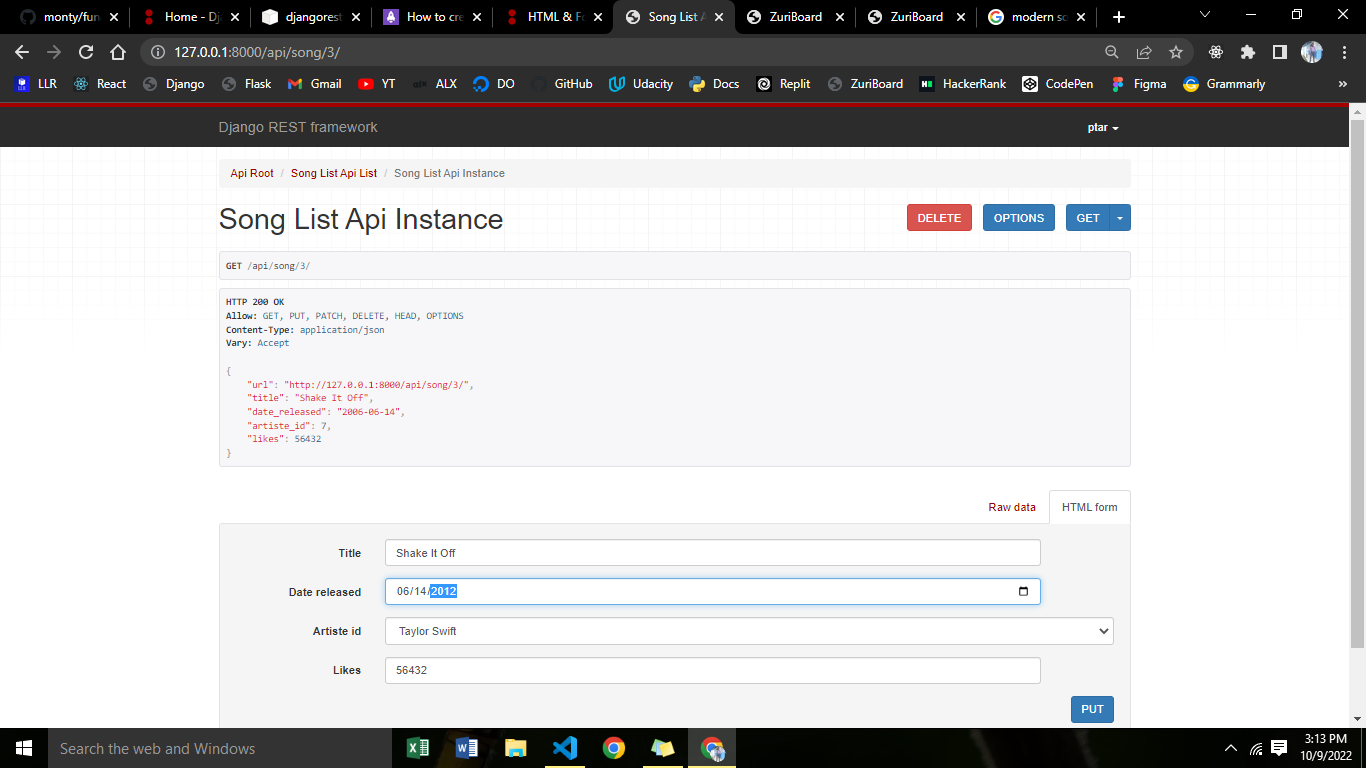 monty/fun
Home - Dj
djangorest
How to cre
HTML & Fo
Song List A
ZuriBoard
ZuriBoard
modern so
127.0.0.1:8000/api/song/3/
LLR
React
Django
Flask
Gmail
YT
ALX
DO
GitHub
Udacity
Docs
Replit
ZuriBoard
HackerRank
CodePen
Figma
Grammarly
»
Django REST framework
ptar
Api Root / Song List Api List / Song List Api Instance
Song List Api Instance
DELETE
OPTIONS
GET
GET /api/song/3/
HTTP 200 OK
Allow: GET, PUT, PATCH, DELETE, HEAD, OPTIONS
Content-Type: application/json
Vary: Accept
{
"url": "http://127.0.0.1:8000/api/song/3/",
"title": "Shake It Off",
"date_released": "2006-06-14",
"artiste_id": 7,
"likes": 56432
}
Raw data
HTML form
Title
Shake It Off
Date released
06/14/2012
Artiste id
Taylor Swift
Likes
56432
PUT
Search the web and Windows
3:13 PM
10/9/2022